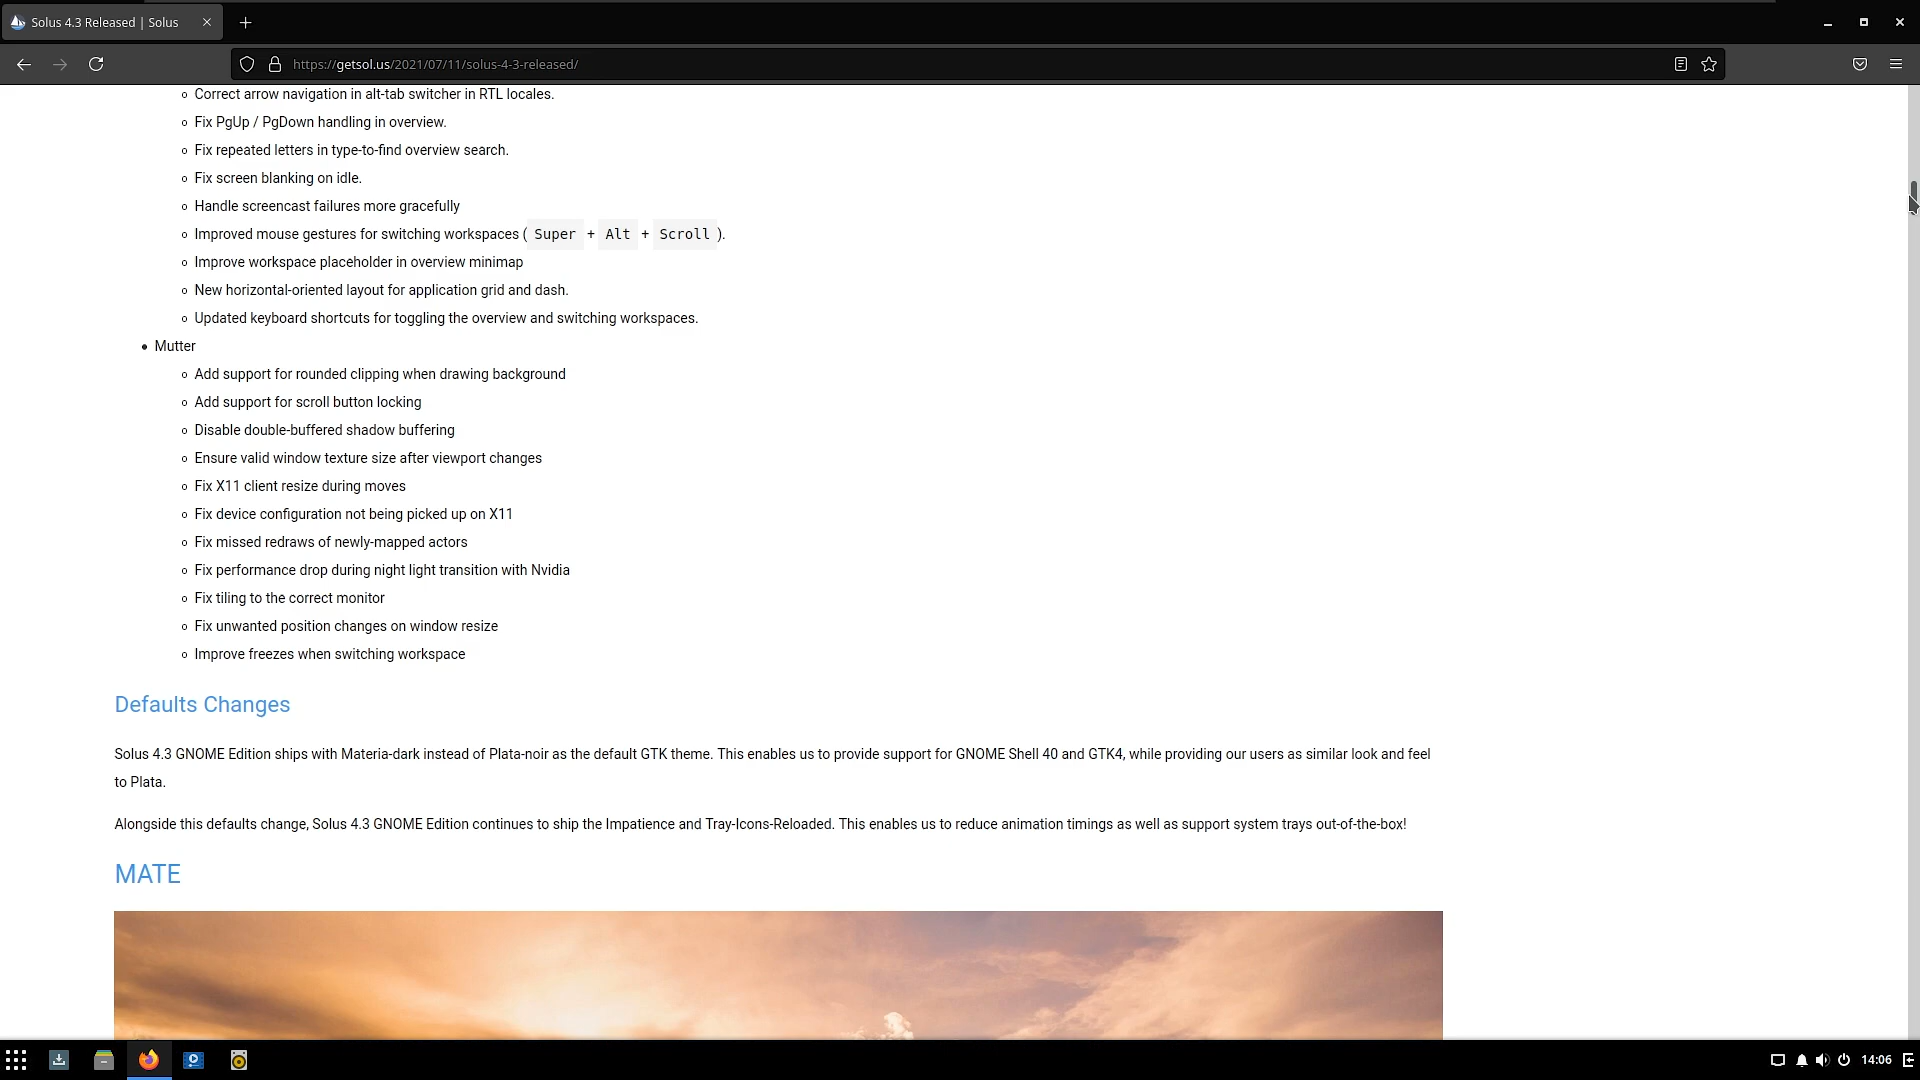 Solus 4.3 Released | Solus
https://getsol.us/2021/07/11/solus-4-3-released/
Correct arrow navigation in alt-tab switcher in RTL locales.
Fix PgUp / PgDown handling in overview.
Fix repeated letters in type-to-find overview search.
Fix screen blanking on idle.
Handle screencast failures more gracefully
Improved mouse gestures for switching workspaces ( Super + Alt + Scroll ).
Improve workspace placeholder in overview minimap
New horizontal-oriented layout for application grid and dash.
Updated keyboard shortcuts for toggling the overview and switching workspaces.
Mutter
Add support for rounded clipping when drawing background
Add support for scroll button locking
Disable double-buffered shadow buffering
Ensure valid window texture size after viewport changes
Fix X11 client resize during moves
Fix device configuration not being picked up on X11
Fix missed redraws of newly-mapped actors
Fix performance drop during night light transition with Nvidia
Fix tiling to the correct monitor
Fix unwanted position changes on window resize
Improve freezes when switching workspace
Defaults Changes
Solus 4.3 GNOME Edition ships with Materia-dark instead of Plata-noir as the default GTK theme. This enables us to provide support for GNOME Shell 40 and GTK4, while providing our users as similar look and feel
to Plata.
Alongside this defaults change, Solus 4.3 GNOME Edition continues to ship the Impatience and Tray-Icons-Reloaded. This enables us to reduce animation timings as well as support system trays out-of-the-box!
MATE
14:06